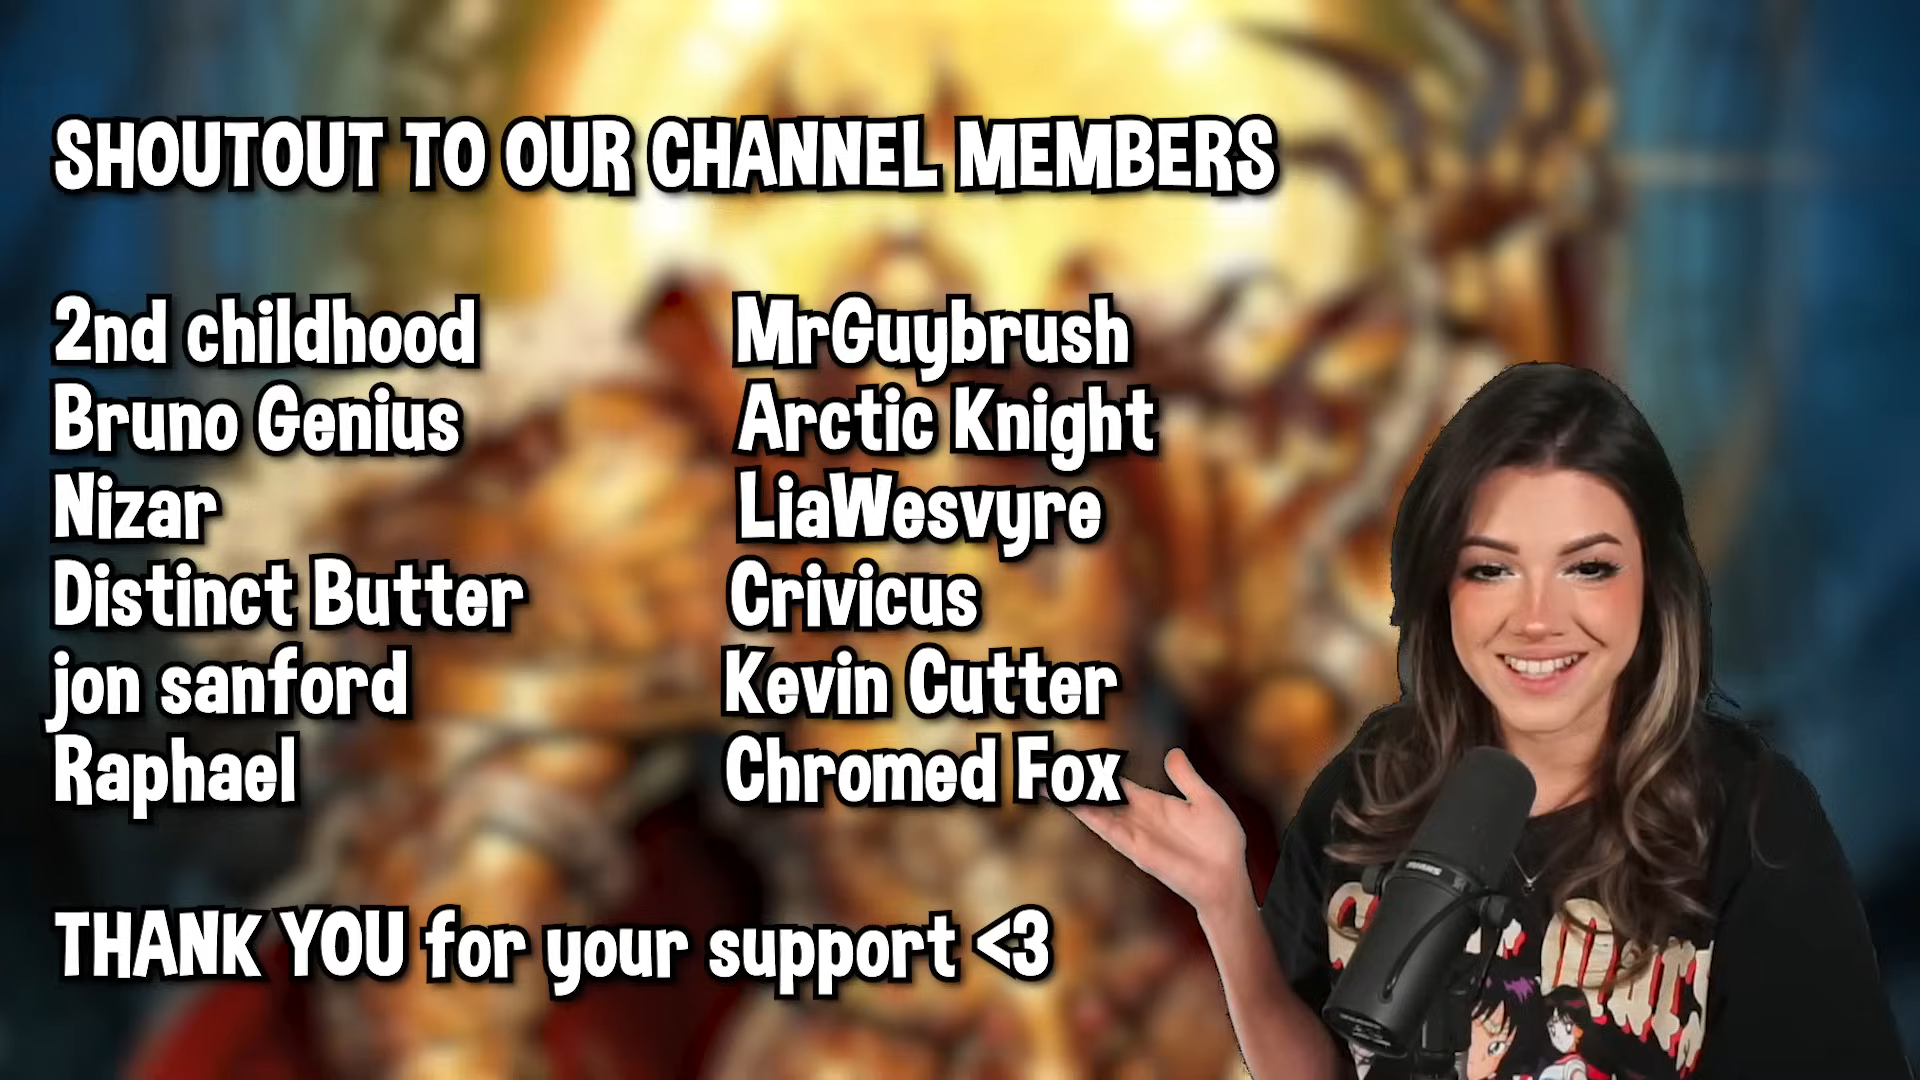 SHOUTOUT TO OUR CHANNEL MEMBERS
2nd childhood
Bruno Genius
Nizar
Distinct Butter
jon sanford
Raphael
MrGuybrush
Arctic Knight
LiaWesvyre
Crivicus
Kevin Cutter
Chromed Fox
THANK YOU for your support <3